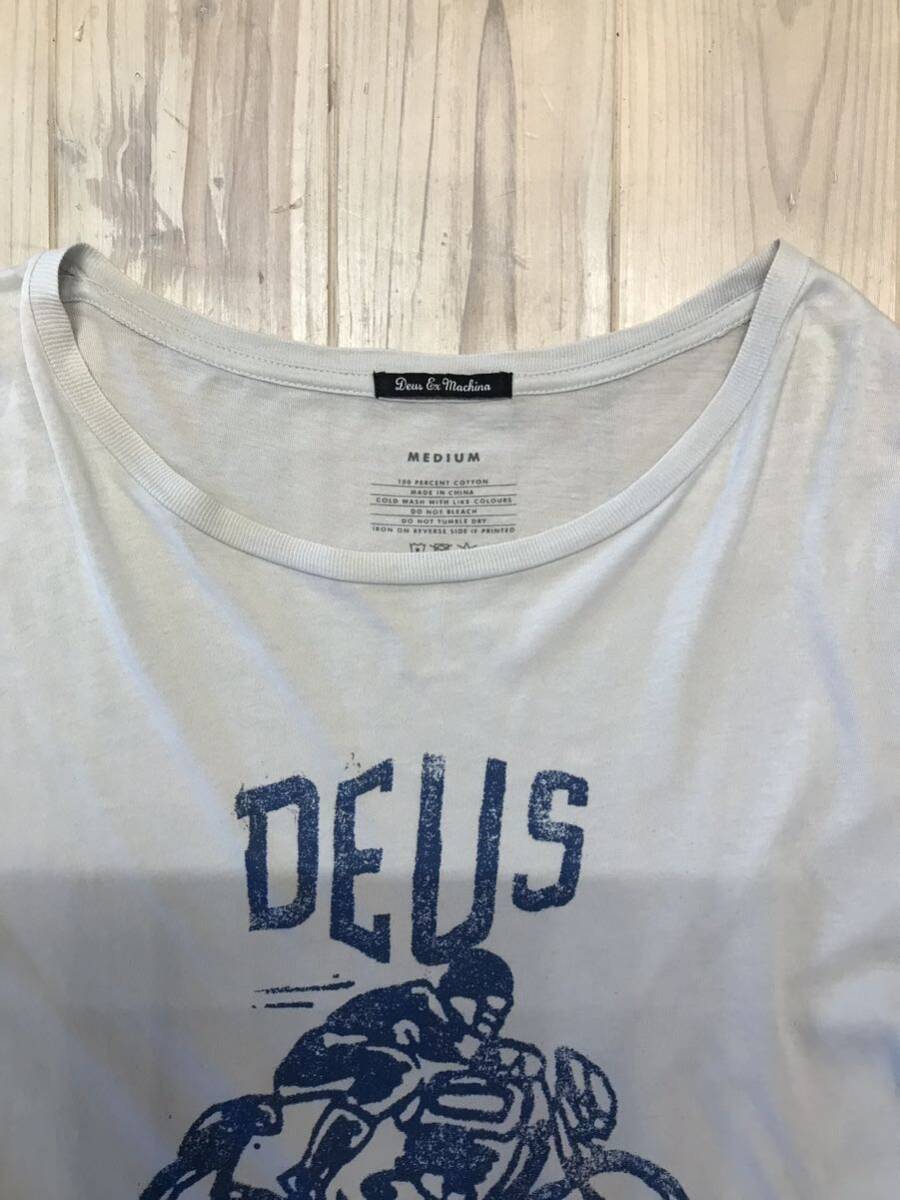 Deus Ex Machina
MEDIUM
100 PERCENT COTTON
MADE IN CHINA
COLD WASH WITH LIKE COLOURS
DO NOT BLEACH
DO NOT TUMBLE DRY
IRON ON REVERSE SIDE IF PRINTED
DEUS